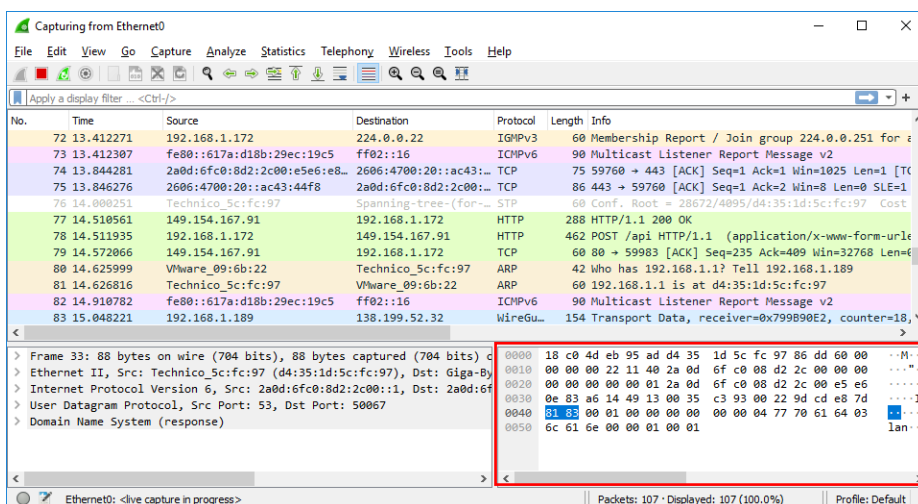 Capturing from Ethernet0
File Edit View Go Capture Analyze Statistics Telephony Wireless Tools Help
Apply a display filter ... <Ctrl-/>
No. Time Source Destination Protocol Length Info
72 13.412271 192.168.1.172 224.0.0.22 IGMPv3 60 Membership Report / Join group 224.0.0.251 for a
73 13.412307 fe80::617a:d18b:29ec:19c5 ff02::16 ICMPv6 90 Multicast Listener Report Message v2
74 13.844281 2a0d:6fc0:8d2:2c00:e5e6:e8… 2606:4700:20::ac43:… TCP 75 59760 → 443 [ACK] Seq=1 Ack=1 Win=1025 Len=1 [TC
75 13.846276 2606:4700:20::ac43:44f8 2a0d:6fc0:8d2:2c00:… TCP 86 443 → 59760 [ACK] Seq=1 Ack=2 Win=8 Len=0 SLE=1
76 14.000251 Technico_5c:fc:97 Spanning-tree-(for-… STP 60 Conf. Root = 28672/4095/d4:35:1d:5c:fc:97 Cost
77 14.510561 149.154.167.91 192.168.1.172 HTTP 288 HTTP/1.1 200 OK
78 14.511935 192.168.1.172 149.154.167.91 HTTP 462 POST /api HTTP/1.1 (application/x-www-form-urle
79 14.572066 149.154.167.91 192.168.1.172 TCP 60 80 → 59983 [ACK] Seq=235 Ack=409 Win=32768 Len=0
80 14.625999 VMware_09:6b:22 Technico_5c:fc:97 ARP 42 Who has 192.168.1.1? Tell 192.168.1.189
81 14.626816 Technico_5c:fc:97 VMware_09:6b:22 ARP 60 192.168.1.1 is at d4:35:1d:5c:fc:97
82 14.910782 fe80::617a:d18b:29ec:19c5 ff02::16 ICMPv6 90 Multicast Listener Report Message v2
83 15.048221 192.168.1.189 138.199.52.32 WireGu… 154 Transport Data, receiver=0x799B90E2, counter=18,
Frame 33: 88 bytes on wire (704 bits), 88 bytes captured (704 bits) o
Ethernet II, Src: Technico_5c:fc:97 (d4:35:1d:5c:fc:97), Dst: Giga-By
Internet Protocol Version 6, Src: 2a0d:6fc0:8d2:2c00::1, Dst: 2a0d:6f
User Datagram Protocol, Src Port: 53, Dst Port: 50067
Domain Name System (response)
0000 18 c0 4d eb 95 ad d4 35 1d 5c fc 97 86 dd 60 00 ··M·
0010 00 00 00 22 11 40 2a 0d 6f c0 08 d2 2c 00 00 00 ···"
0020 00 00 00 00 00 01 2a 0d 6f c0 08 d2 2c 00 e5 e6 ····
0030 0e 83 a6 14 49 13 00 35 c3 93 00 22 9d cd e8 7d ····I
0040 81 83 00 01 00 00 00 00 00 00 04 77 70 61 64 03 ····
0050 6c 61 6e 00 00 01 00 01 lan··
Ethernet0: <live capture in progress> Packets: 107 · Displayed: 107 (100.0%) Profile: Default